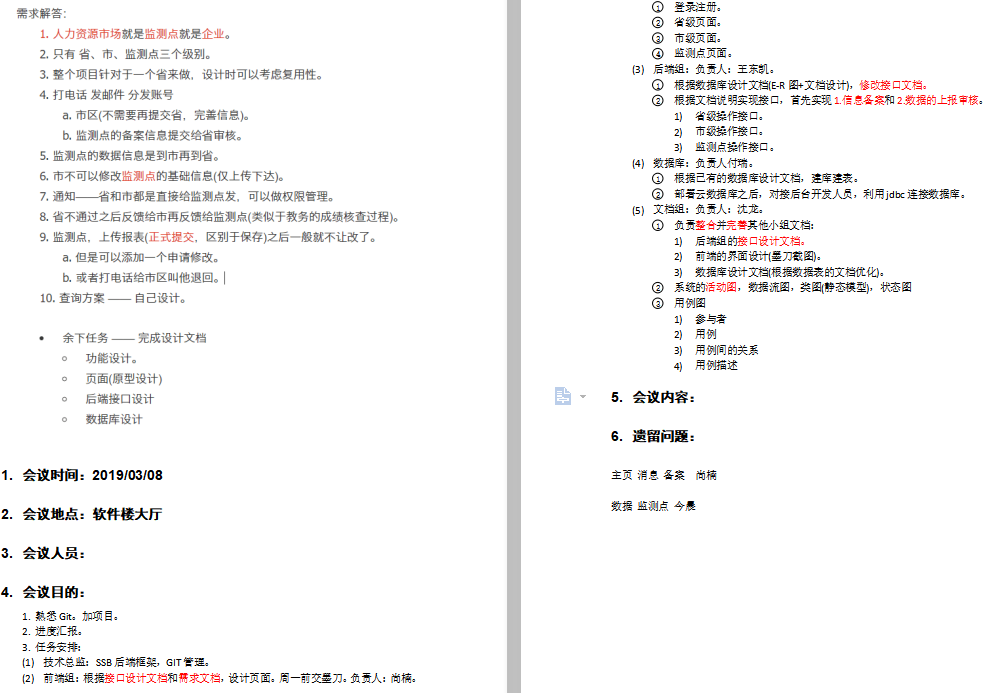 需求解答:
1. 人力资源市场就是监测点就是企业。
2. 只有 省、市、监测点三个级别。
3. 整个项目针对于一个省来做，设计时可以考虑复用性。
4. 打电话 发邮件 分发账号
a. 市区(不需要再提交省，完善信息)。
b. 监测点的备案信息提交给省审核。
5. 监测点的数据信息是到市再到省。
6. 市不可以修改监测点的基础信息(仅上传下达)。
7. 通知——省和市都是直接给监测点发，可以做权限管理。
8. 省不通过之后反馈给市再反馈给监测点(类似于教务的成绩核查过程)。
9. 监测点，上传报表(正式提交，区别于保存)之后一般就不让改了。
a. 但是可以添加一个申请修改。
b. 或者打电话给市区叫他退回。
10. 查询方案 —— 自己设计。
• 余下任务 —— 完成设计文档
○ 功能设计。
○ 页面(原型设计)
○ 后端接口设计
○ 数据库设计
1. 会议时间：2019/03/08
2. 会议地点：软件楼大厅
3. 会议人员：
4. 会议目的：
1. 熟悉 Git。加项目。
2. 进度汇报。
3. 任务安排：
(1) 技术总监：SSB 后端框架，GIT 管理。
(2) 前端组：根据接口设计文档和需求文档，设计页面。周一前交墨刀。负责人：尚楠。
① 登录注册。
② 省级页面。
③ 市级页面。
④ 监测点页面。
(3) 后端组：负责人：王东凯。
① 根据数据库设计文档(E-R 图+文档设计)，修改接口文档。
② 根据文档说明实现接口，首先实现 1.信息备案和 2.数据的上报审核。
1) 省级操作接口。
2) 市级操作接口。
3) 监测点操作接口。
(4) 数据库：负责人付瑞。
① 根据已有的数据库设计文档，建库建表。
② 部署云数据库之后，对接后台开发人员，利用 jdbc 连接数据库。
(5) 文档组：负责人：沈龙。
① 负责整合并完善其他小组文档：
1) 后端组的接口设计文档。
2) 前端的界面设计(墨刀截图)。
3) 数据库设计文档(根据数据表的文档优化)。
② 系统的活动图，数据流图，类图(静态模型)，状态图
③ 用例图
1) 参与者
2) 用例
3) 用例间的关系
4) 用例描述
5. 会议内容：
6. 遗留问题：
主页 消息 备案 尚楠
数据 监测点 今晨